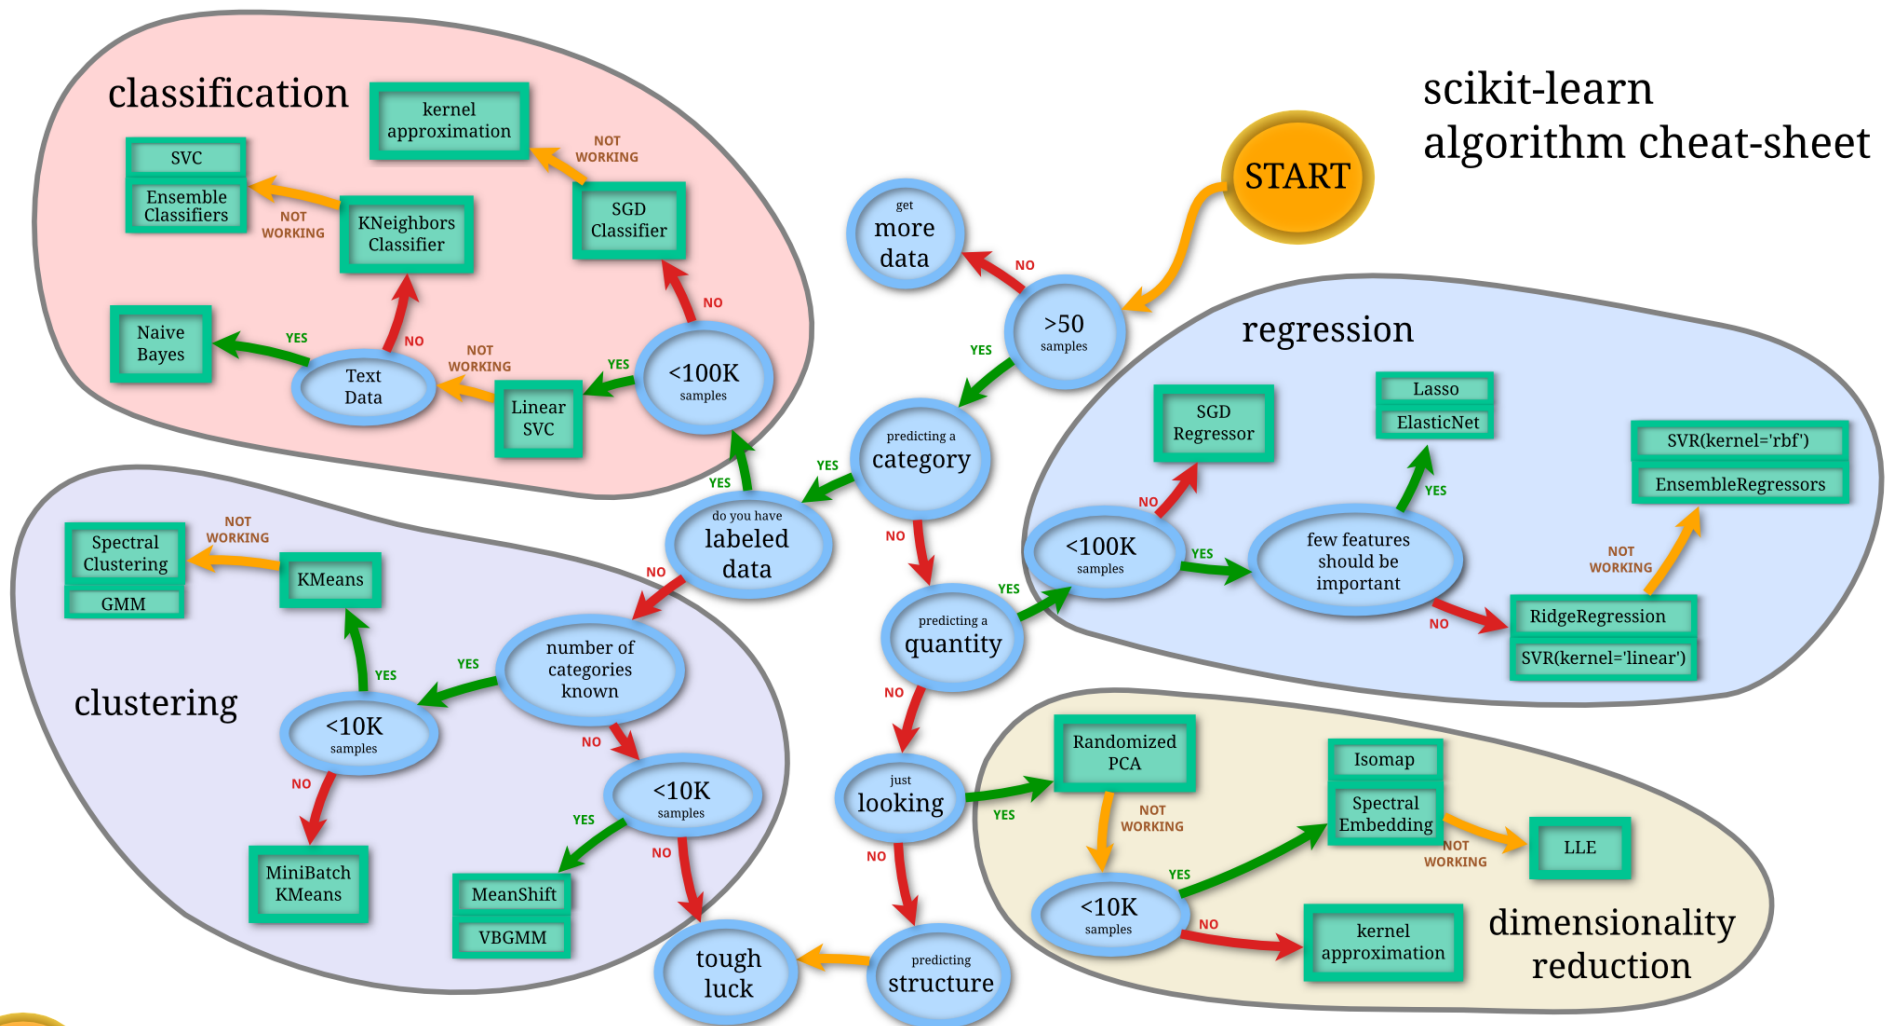 scikit-learn
algorithm cheat-sheet
START
>50
samples
NO
get
more
data
YES
predicting a
category
YES
do you have
labeled
data
YES
NO
NO
predicting a
quantity
YES
NO
just
looking
YES
NO
predicting
structure
tough
luck
classification
<100K
samples
NO
SGD
Classifier
NOT
WORKING
kernel
approximation
YES
Linear
SVC
NOT
WORKING
Text
Data
YES
Naive
Bayes
NO
KNeighbors
Classifier
NOT
WORKING
SVC
Ensemble
Classifiers
clustering
number of
categories
known
YES
<10K
samples
YES
KMeans
NOT
WORKING
Spectral
Clustering
GMM
NO
MiniBatch
KMeans
NO
<10K
samples
YES
MeanShift
VBGMM
NO
regression
<100K
samples
NO
SGD
Regressor
YES
few features
should be
important
YES
Lasso
ElasticNet
NO
RidgeRegression
SVR(kernel='linear')
NOT
WORKING
SVR(kernel='rbf')
EnsembleRegressors
dimensionality
reduction
Randomized
PCA
NOT
WORKING
<10K
samples
YES
Isomap
Spectral
Embedding
NOT
WORKING
LLE
NO
kernel
approximation